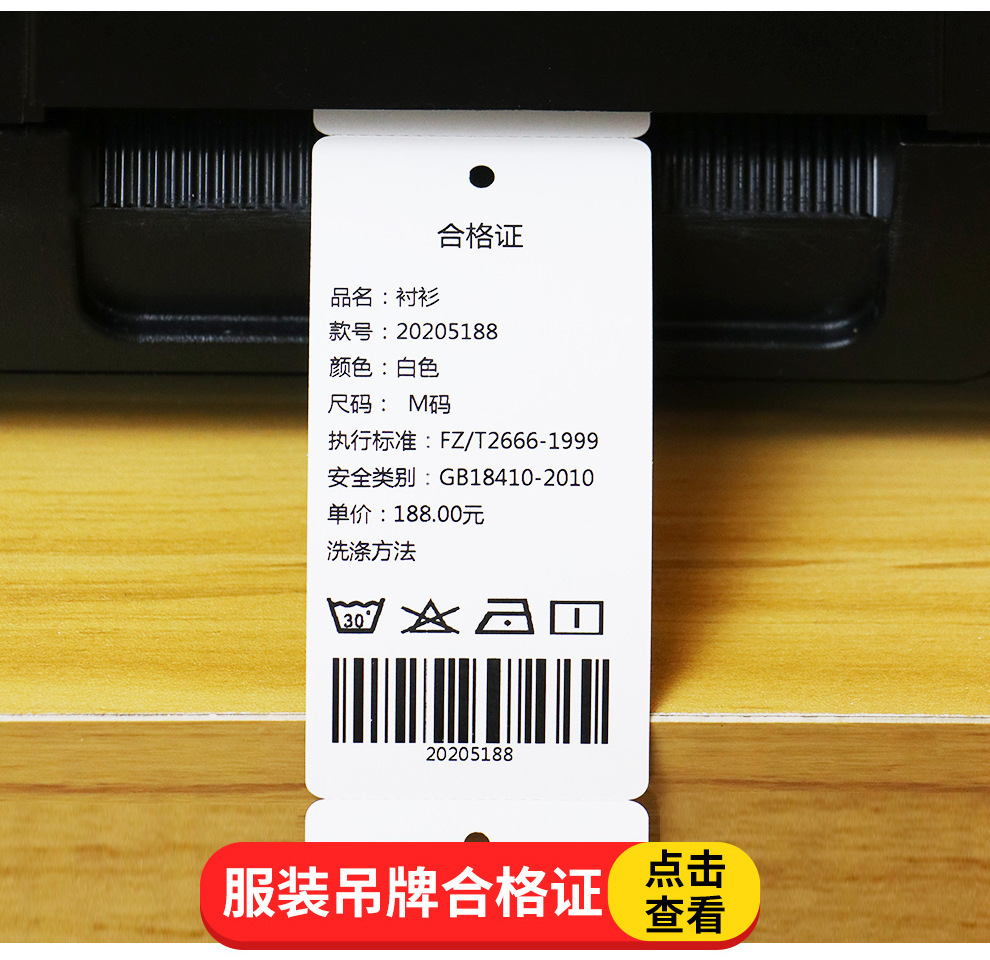 合格证
品名：衬衫
款号：20205188
颜色：白色
尺码： M码
执行标准：FZ/T2666-1999
安全类别：GB18410-2010
单价：188.00元
洗涤方法
30°
20205188
服装吊牌合格证
点击
查看